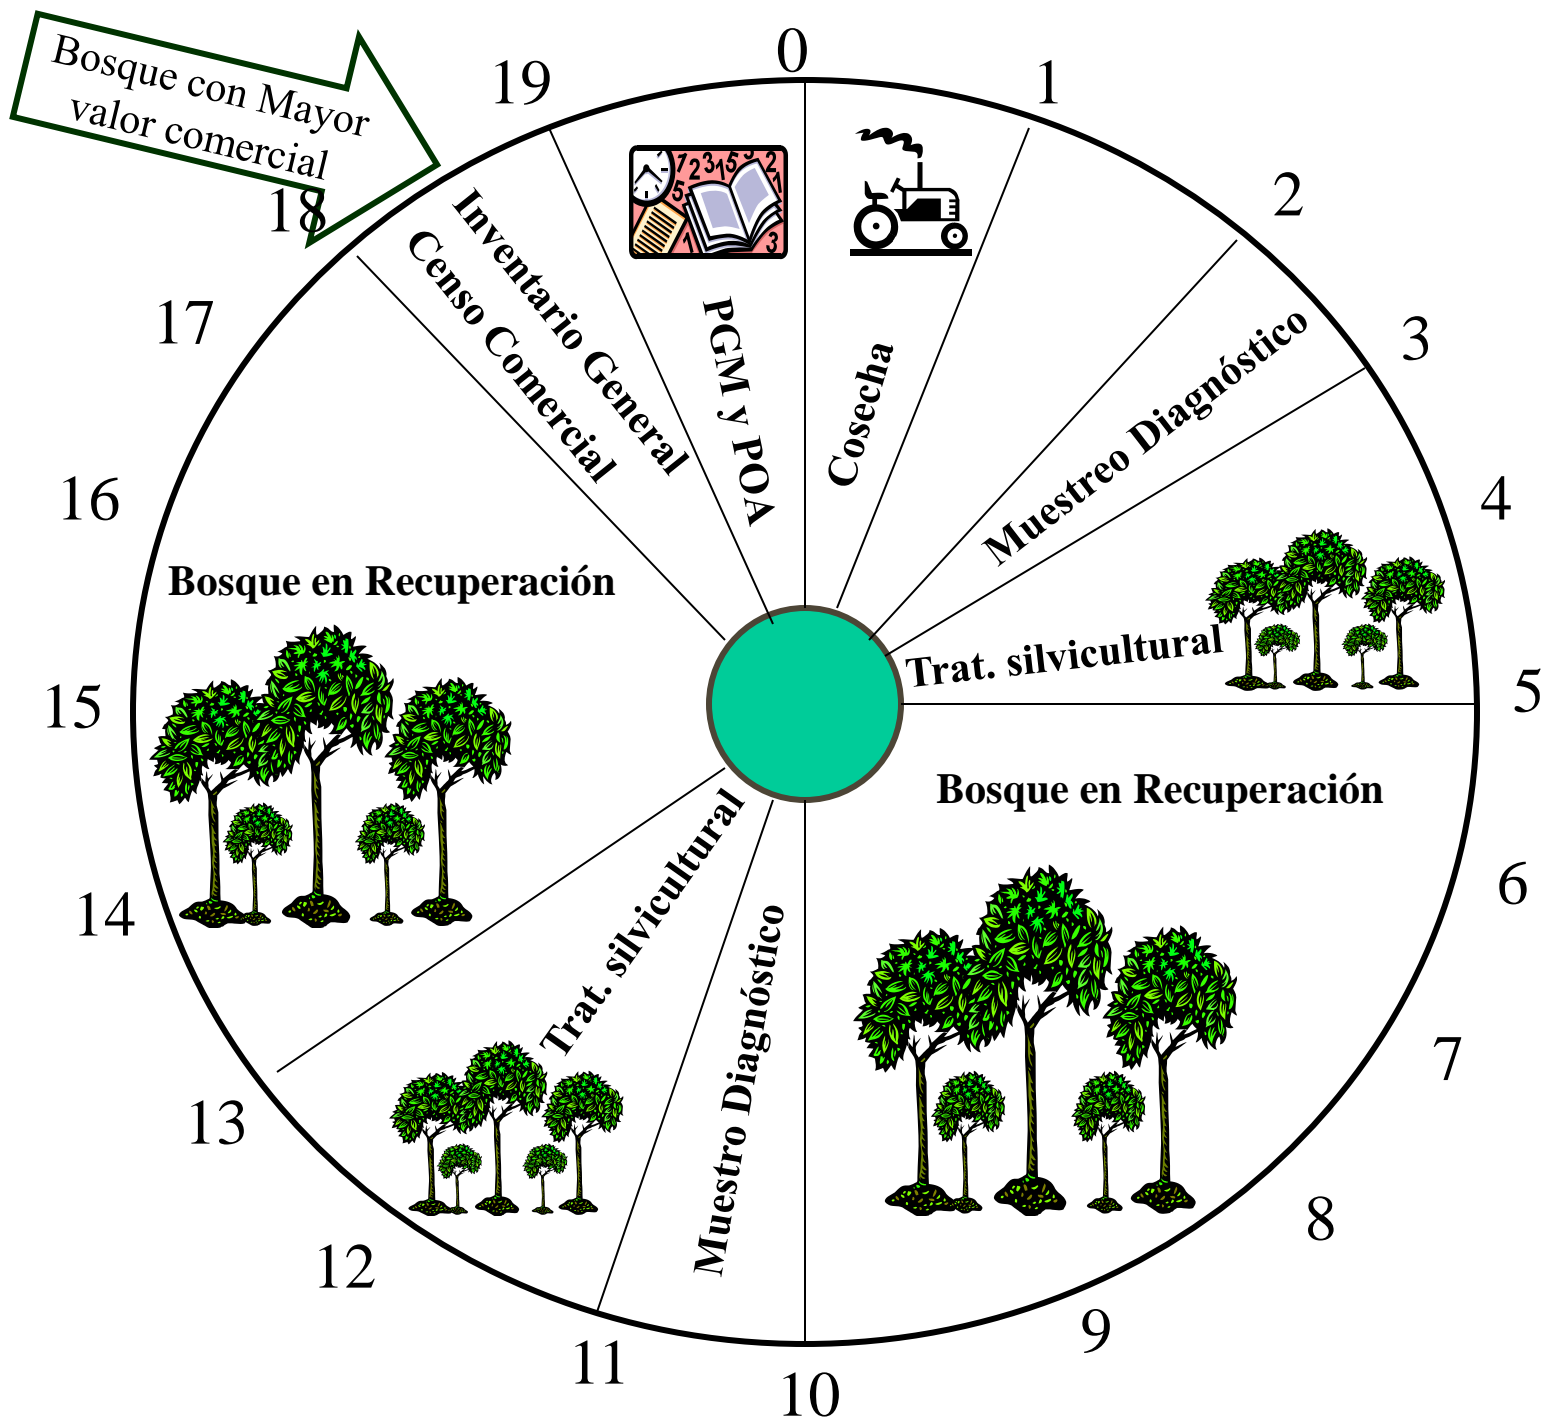 Bosque con Mayor
valor comercial
0
1
2
3
4
5
6
7
8
9
10
11
12
13
14
15
16
17
18
19
Inventario General
Censo Comercial
PGM y POA
Cosecha
Muestreo Diagnóstico
Trat. silvicultural
Bosque en Recuperación
Muestro Diagnóstico
Trat. silvicultural
Bosque en Recuperación